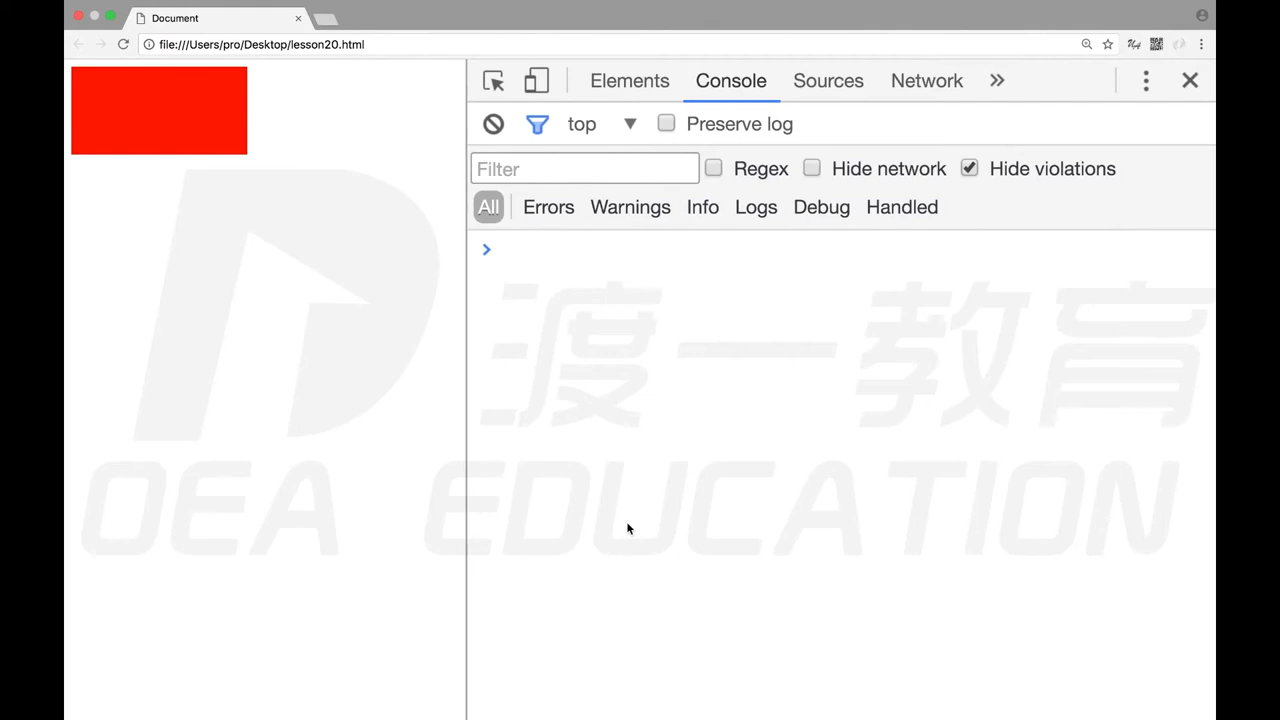 Document
file:///Users/pro/Desktop/lesson20.html
Elements Console Sources Network
top Preserve log
Filter Regex Hide network Hide violations
All Errors Warnings Info Logs Debug Handled
渡一教育
OEA EDUCATION